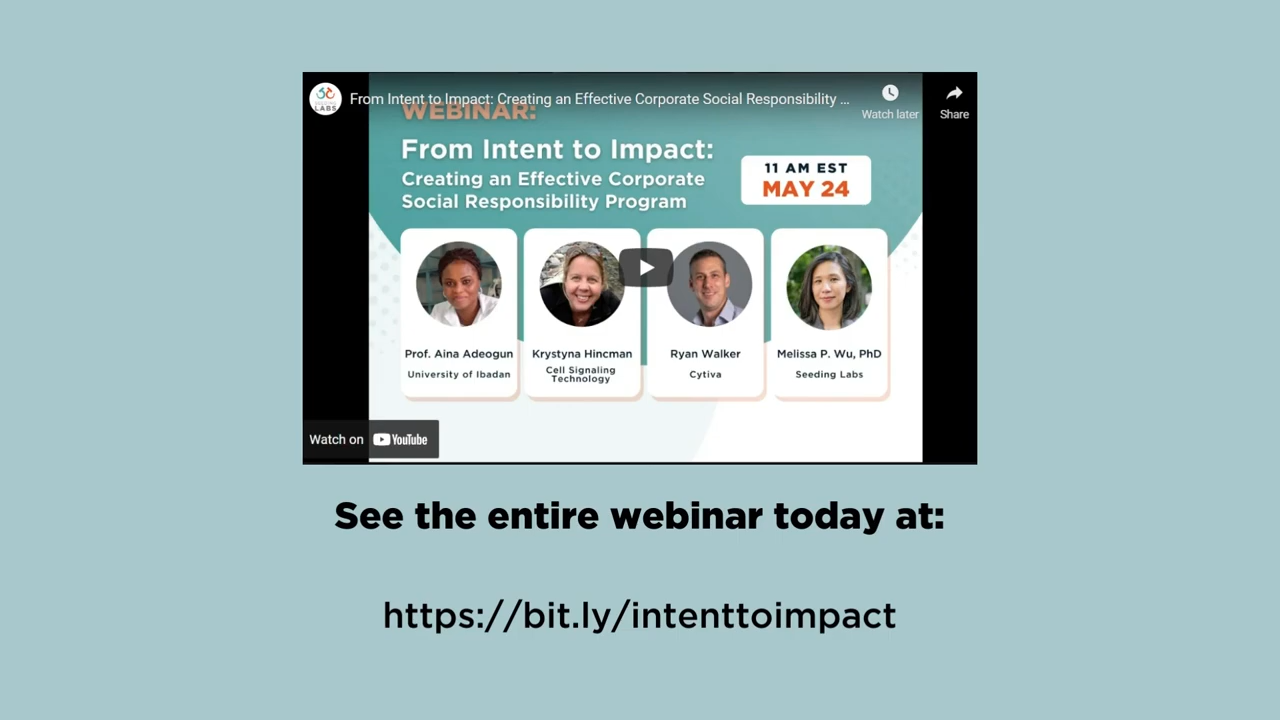 From Intent to Impact: Creating an Effective Corporate Social Responsibility ...
Watch later
Share
SEEDING
LABS
WEBINAR:
From Intent to Impact:
Creating an Effective Corporate
Social Responsibility Program
11 AM EST
MAY 24
Prof. Aina Adeogun
University of Ibadan
Krystyna Hincman
Cell Signaling
Technology
Ryan Walker
Cytiva
Melissa P. Wu, PhD
Seeding Labs
Watch on YouTube
See the entire webinar today at:
https://bit.ly/intenttoimpact